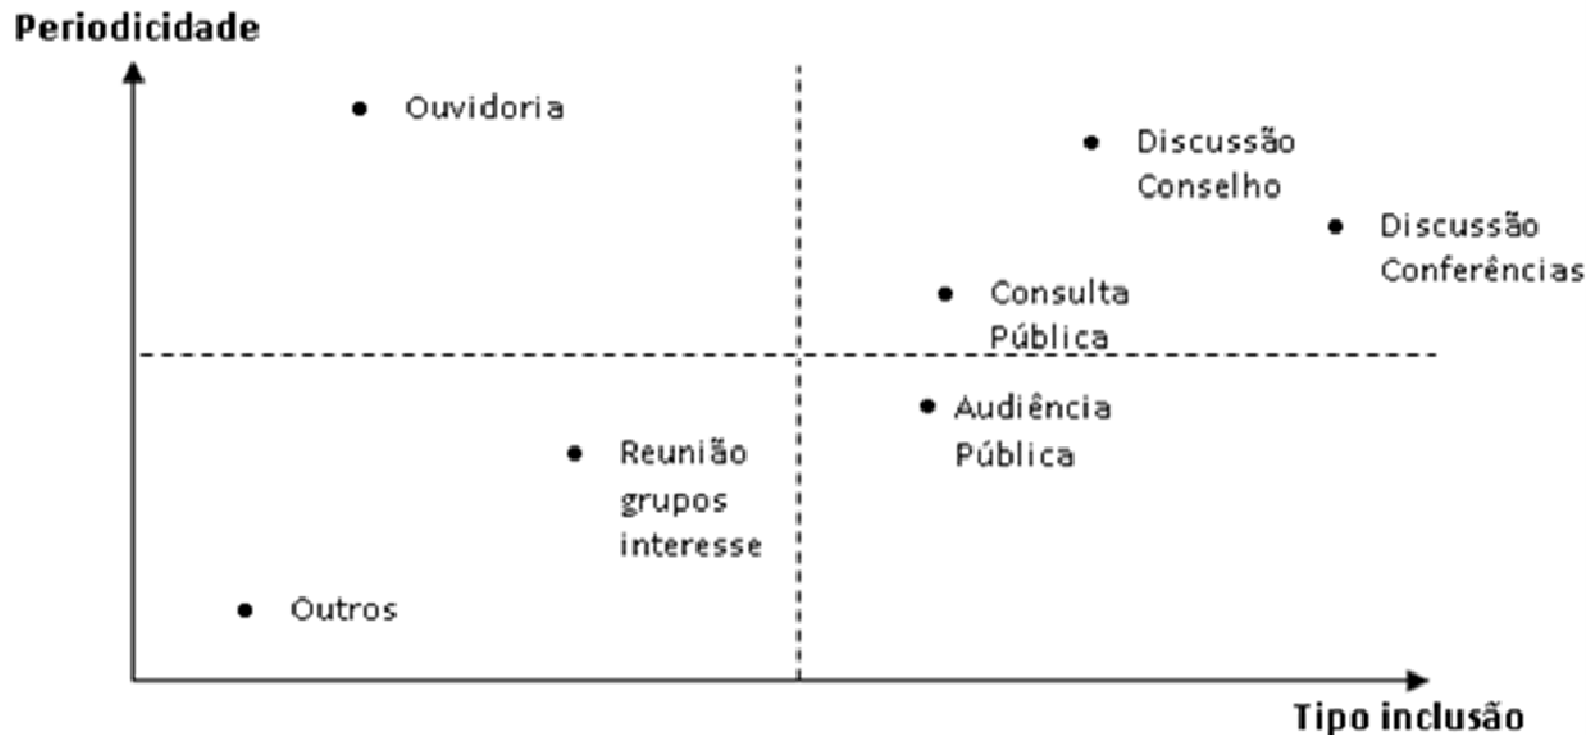 Periodicidade
Ouvidoria
Discussão
Conselho
Discussão
Conferências
Consulta
Pública
Audiência
Pública
Reunião
grupos
interesse
Outros
Tipo inclusão